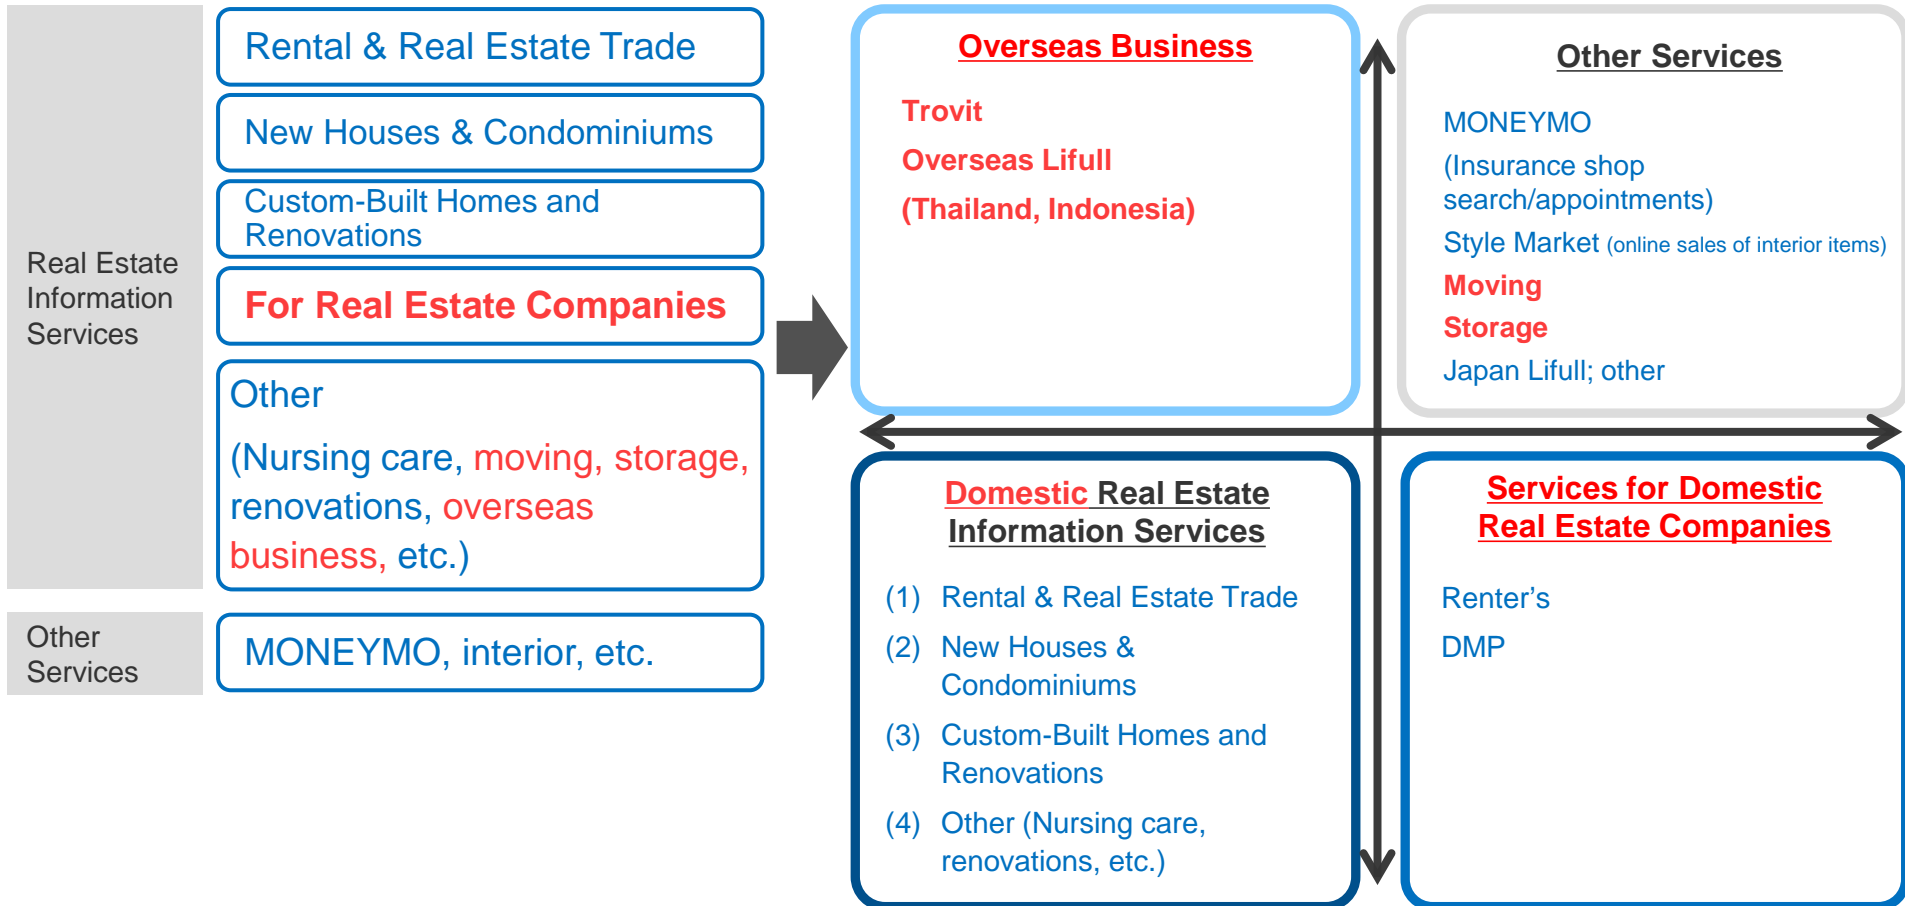 Real Estate
Information
Services
Rental & Real Estate Trade
New Houses & Condominiums
Custom-Built Homes and
Renovations
For Real Estate Companies
Other
(Nursing care, moving, storage,
renovations, overseas
business, etc.)
Other
Services
MONEYMO, interior, etc.
Overseas Business
Trovit
Overseas Lifull
(Thailand, Indonesia)
Other Services
MONEYMO
(Insurance shop
search/appointments)
Style Market (online sales of interior items)
Moving
Storage
Japan Lifull; other
Domestic Real Estate
Information Services
(1) Rental & Real Estate Trade
(2) New Houses &
Condominiums
(3) Custom-Built Homes and
Renovations
(4) Other (Nursing care,
renovations, etc.)
Services for Domestic
Real Estate Companies
Renter’s
DMP